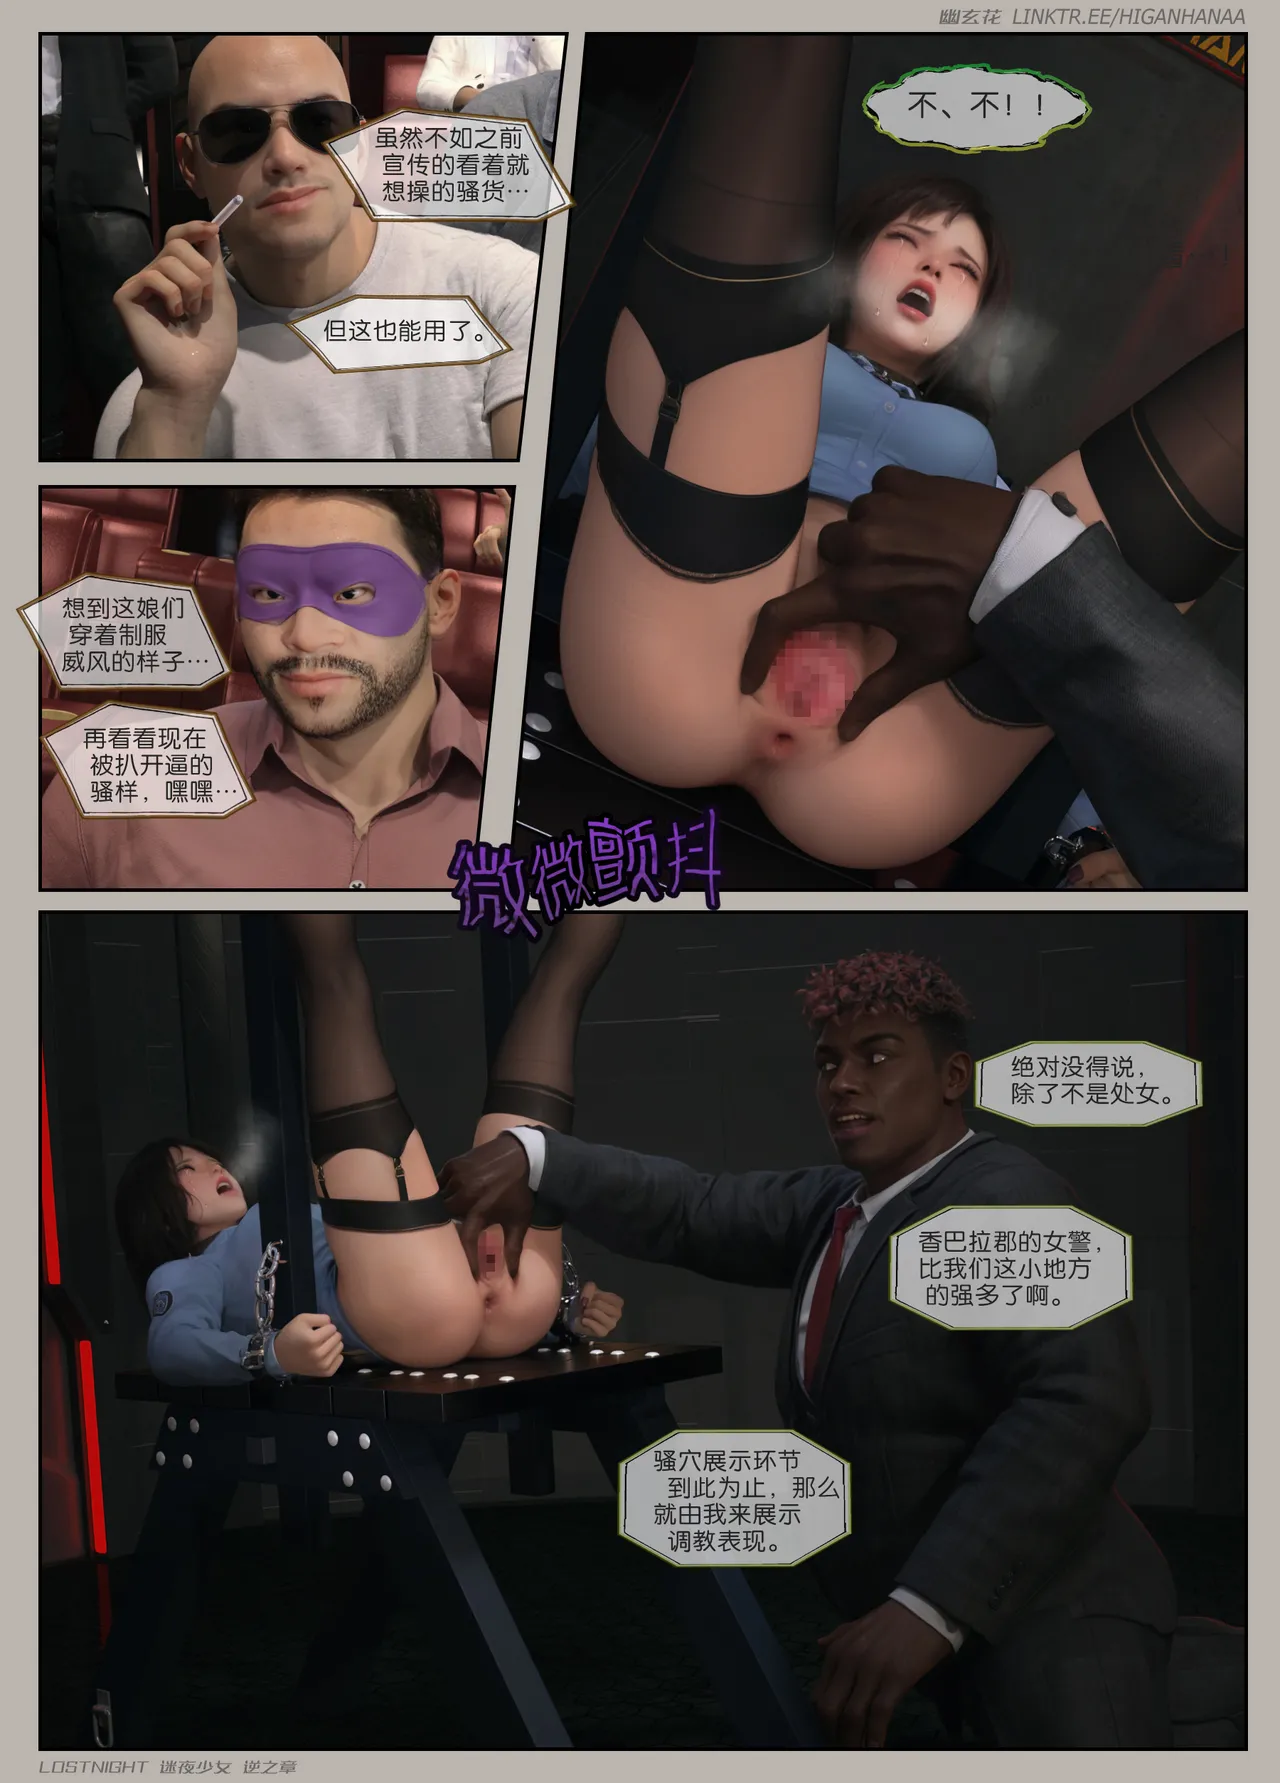 幽玄花 LINKTR.EE/HIGANHANAA
虽然不如之前
宣传的看着就
想操的骚货…
但这也能用了。
不、不！！
想到这娘们
穿着制服
威风的样子…
再看看现在
被扒开逼的
骚样，嘿嘿…
微微颤抖
绝对没得说，
除了不是处女。
香巴拉郡的女警，
比我们这小地方
的强多了啊。
骚穴展示环节
到此为止，那么
就由我来展示
调教表现。
LOSTNIGHT 迷夜少女 逆之章